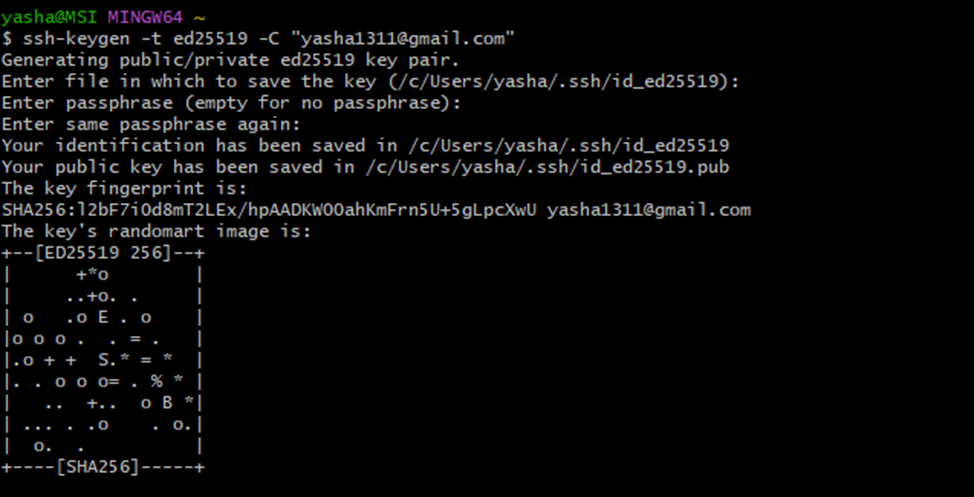 yasha@MSI MINGW64 ~
$ ssh-keygen -t ed25519 -C "yasha1311@gmail.com"
Generating public/private ed25519 key pair.
Enter file in which to save the key (/c/Users/yasha/.ssh/id_ed25519):
Enter passphrase (empty for no passphrase):
Enter same passphrase again:
Your identification has been saved in /c/Users/yasha/.ssh/id_ed25519
Your public key has been saved in /c/Users/yasha/.ssh/id_ed25519.pub
The key fingerprint is:
SHA256:l2bF7iOd8mT2LEx/hpAADKWOOahKmFrn5U+5gLpcXwU yasha1311@gmail.com
The key's randomart image is:
+--[ED25519 256]--+
|      +*o        |
|     ..+o. .     |
| o   .o E . o    |
|o o o .  . = .   |
|.o + +  S.* = *  |
|. . o o o= . % * |
|   ..  +..  o B *|
| ... . .o    . o.|
|  o.  .          |
+----[SHA256]-----+